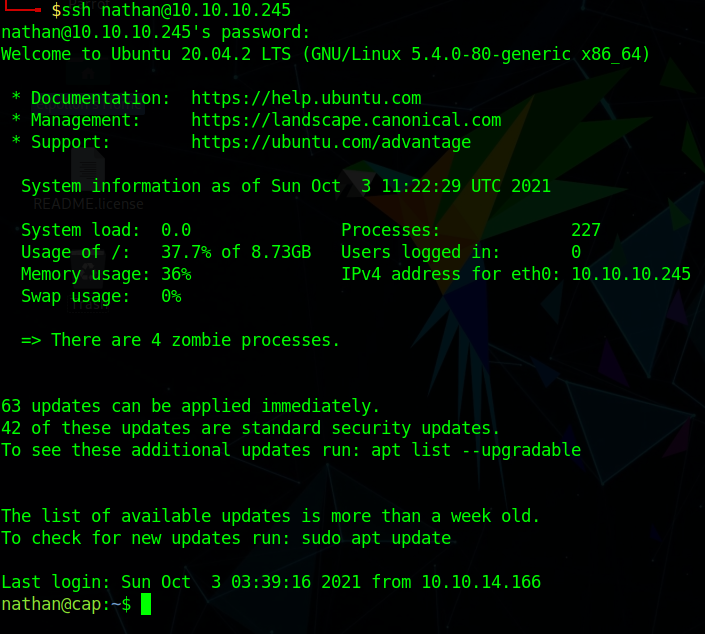 $ssh nathan@10.10.10.245
nathan@10.10.10.245's password:
Welcome to Ubuntu 20.04.2 LTS (GNU/Linux 5.4.0-80-generic x86_64)
* Documentation:  https://help.ubuntu.com
* Management:     https://landscape.canonical.com
* Support:        https://ubuntu.com/advantage
System information as of Sun Oct  3 11:22:29 UTC 2021
README.license
System load:  0.0               Processes:             227
Usage of /:   37.7% of 8.73GB   Users logged in:       0
Memory usage: 36%               IPv4 address for eth0: 10.10.10.245
Swap usage:   0%
=> There are 4 zombie processes.
63 updates can be applied immediately.
42 of these updates are standard security updates.
To see these additional updates run: apt list --upgradable
The list of available updates is more than a week old.
To check for new updates run: sudo apt update
Last login: Sun Oct  3 03:39:16 2021 from 10.10.14.166
nathan@cap:~$